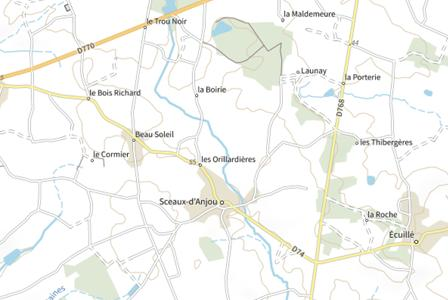 la Maldemeure
le Trou Noir
44
D770
Launay
la Porterie
le Bois Richard
la Boirie
D768
Beau Soleil
les Thibergères
le Cormier
55
les Orillardières
Sceaux-d'Anjou
la Roche
Écuillé
D74